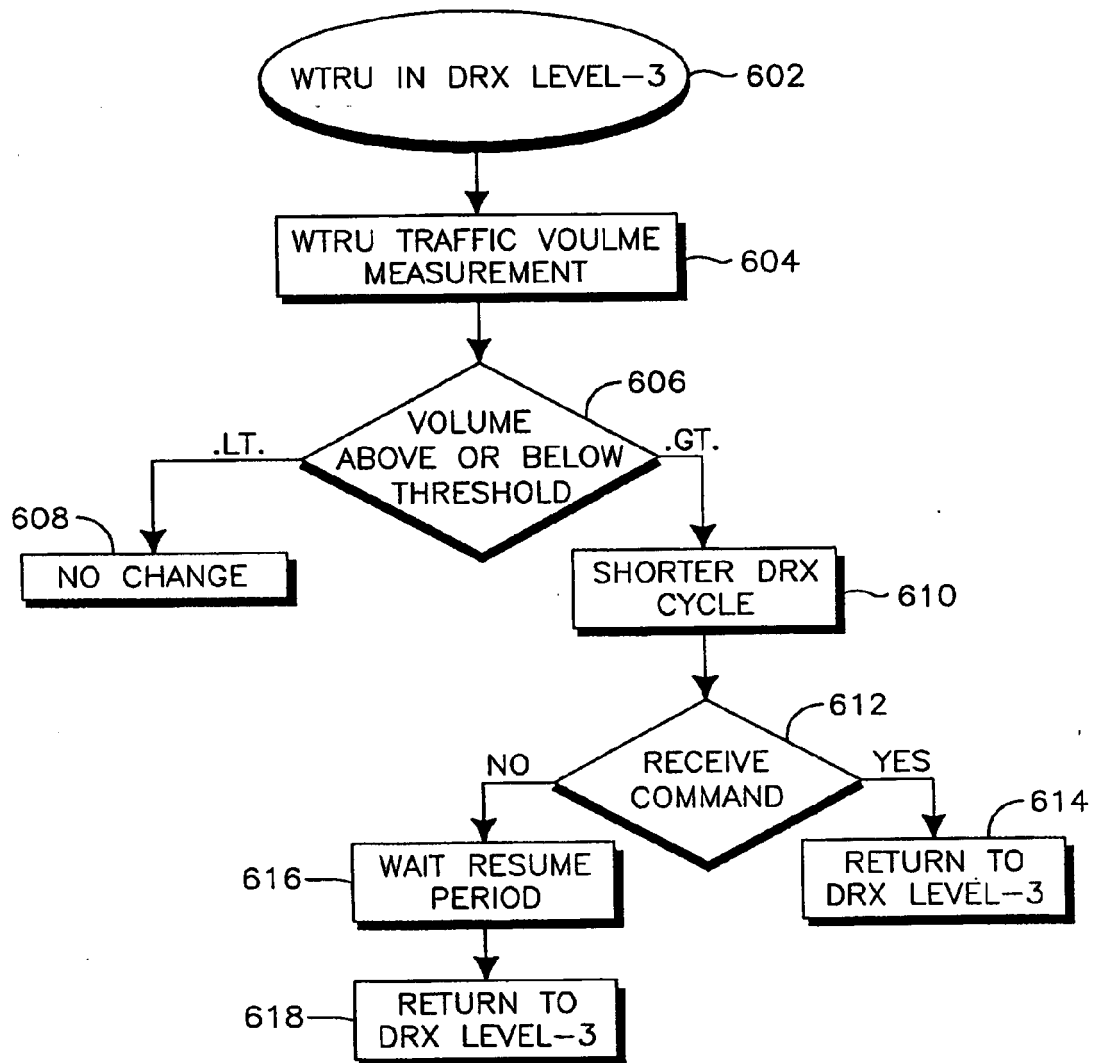 WTRU IN DRX LEVEL-3
602
WTRU TRAFFIC VOULME
MEASUREMENT
604
606
VOLUME
ABOVE OR BELOW
THRESHOLD
.LT.
.GT.
608
NO CHANGE
SHORTER DRX
CYCLE
610
612
RECEIVE
COMMAND
NO
YES
614
616
WAIT RESUME
PERIOD
RETURN TO
DRX LEVEL-3
618
RETURN TO
DRX LEVEL-3